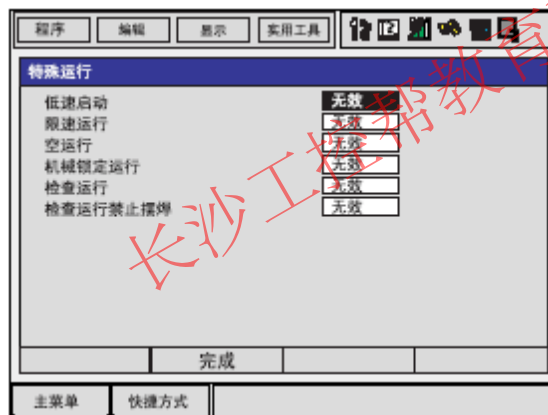 程序 编辑 显示 实用工具
特殊运行
低速启动 无效
限速运行 无效
空运行 无效
机械锁定运行 无效
检查运行 无效
检查运行禁止摆焊 无效
完成
主菜单 快捷方式
长沙工控帮教育